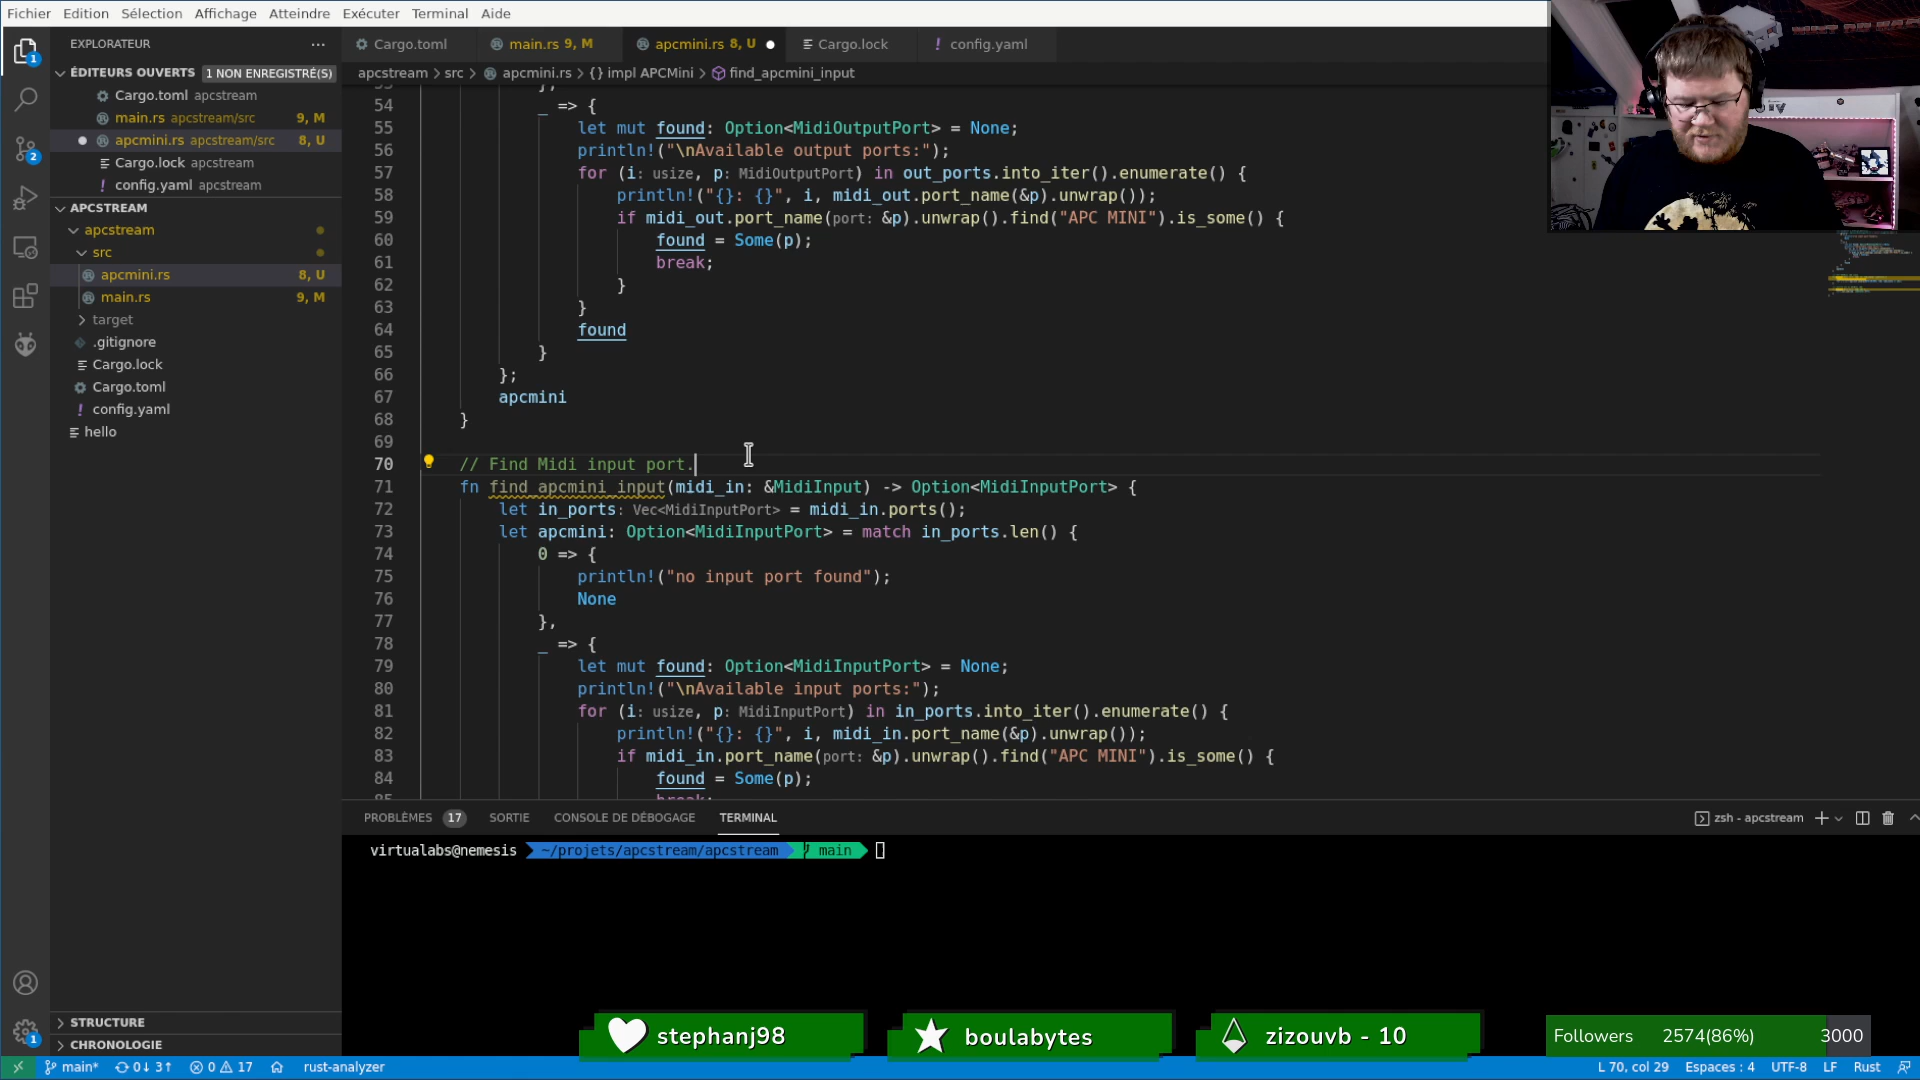 Fichier Edition Sélection Affichage Atteindre Exécuter Terminal Aide
EXPLORATEUR
ÉDITEURS OUVERTS 1 NON ENREGISTRÉ(S)
Cargo.toml apcstream
main.rs apcstream/src 9, M
apcmini.rs apcstream/src 8, U
Cargo.lock apcstream
config.yaml apcstream
APCSTREAM
apcstream
src
apcmini.rs 8, U
main.rs 9, M
target
.gitignore
Cargo.lock
Cargo.toml
config.yaml
hello
STRUCTURE
CHRONOLOGIE
Cargo.toml main.rs 9, M apcmini.rs 8, U Cargo.lock config.yaml
apcstream > src > apcmini.rs > {} impl APCMini > find_apcmini_input
54 _ => {
55 let mut found: Option<MidiOutputPort> = None;
56 println!("\nAvailable output ports:");
57 for (i: usize, p: MidiOutputPort) in out_ports.into_iter().enumerate() {
58 println!("{}: {}", i, midi_out.port_name(&p).unwrap());
59 if midi_out.port_name(port: &p).unwrap().find("APC MINI").is_some() {
60 found = Some(p);
61 break;
62 }
63 }
64 found
65 }
66 };
67 apcmini
68 }
69
70 // Find Midi input port.
71 fn find_apcmini_input(midi_in: &MidiInput) -> Option<MidiInputPort> {
72 let in_ports: Vec<MidiInputPort> = midi_in.ports();
73 let apcmini: Option<MidiInputPort> = match in_ports.len() {
74 0 => {
75 println!("no input port found");
76 None
77 },
78 _ => {
79 let mut found: Option<MidiInputPort> = None;
80 println!("\nAvailable input ports:");
81 for (i: usize, p: MidiInputPort) in in_ports.into_iter().enumerate() {
82 println!("{}: {}", i, midi_in.port_name(&p).unwrap());
83 if midi_in.port_name(port: &p).unwrap().find("APC MINI").is_some() {
84 found = Some(p);
85 break;
PROBLÈMES 17 SORTIE CONSOLE DE DÉBOGAGE TERMINAL zsh - apcstream
virtualabs@nemesis ~/projets/apcstream/apcstream main
stephanj98 boulabytes zizouvb - 10 Followers 2574(86%) 3000
main* 0↓ 3↑ 0 17 rust-analyzer L 70, col 29 Espaces : 4 UTF-8 LF Rust